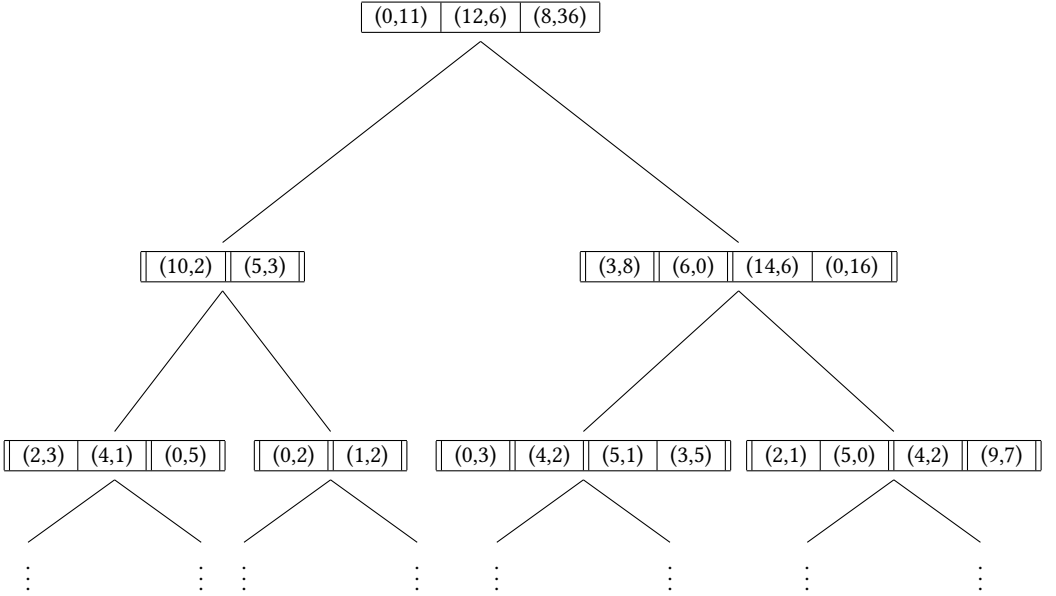 (0,11) (12,6) (8,36)
(10,2) (5,3) (3,8) (6,0) (14,6) (0,16)
(2,3) (4,1) (0,5) (0,2) (1,2) (0,3) (4,2) (5,1) (3,5) (2,1) (5,0) (4,2) (9,7)
⋮ ⋮ ⋮ ⋮ ⋮ ⋮ ⋮ ⋮